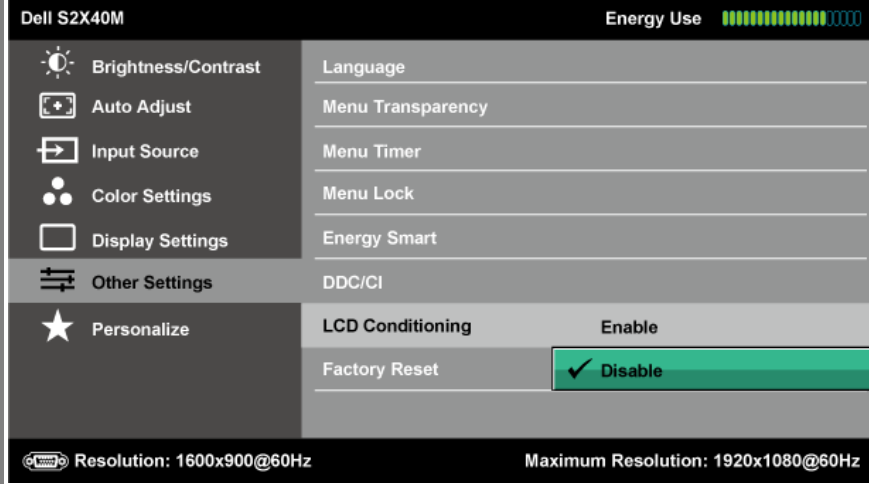 Dell S2X40M Energy Use
Brightness/Contrast Language
Auto Adjust Menu Transparency
Input Source Menu Timer
Color Settings Menu Lock
Display Settings Energy Smart
Other Settings DDC/CI
Personalize LCD Conditioning Enable
Factory Reset Disable
Resolution: 1600x900@60Hz Maximum Resolution: 1920x1080@60Hz